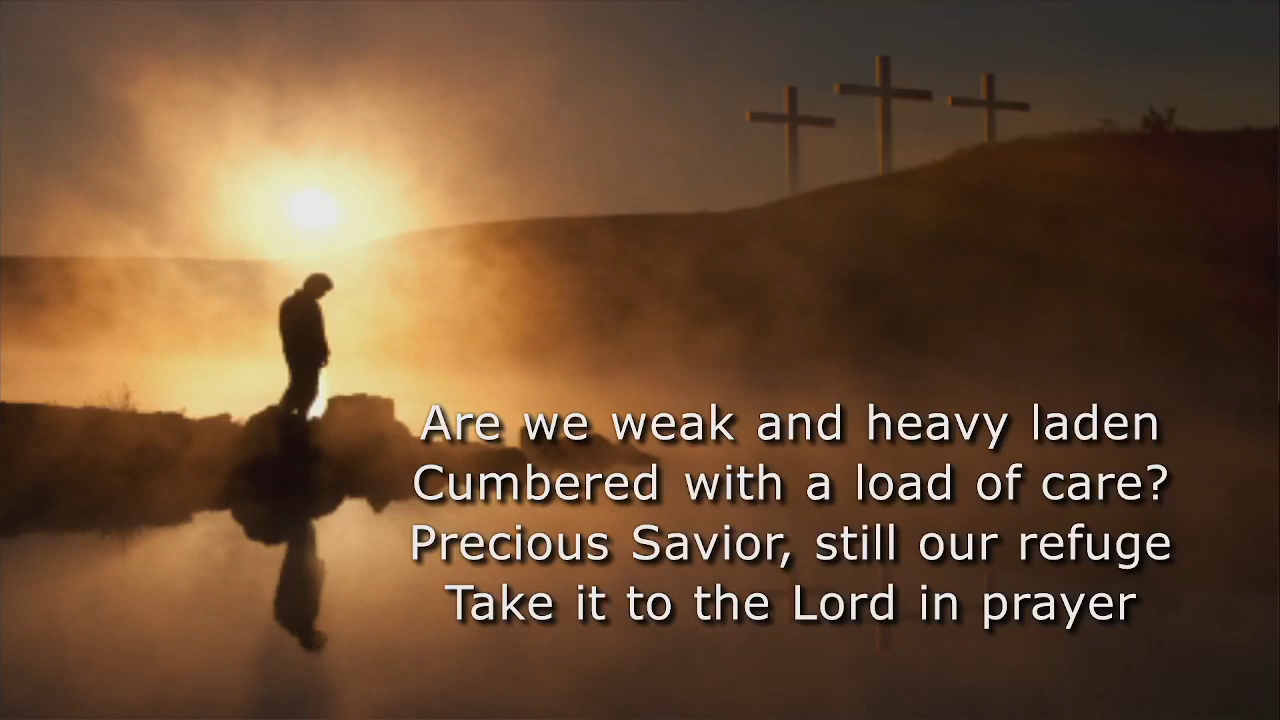 Are we weak and heavy laden
Cumbered with a load of care?
Precious Savior, still our refuge
Take it to the Lord in prayer